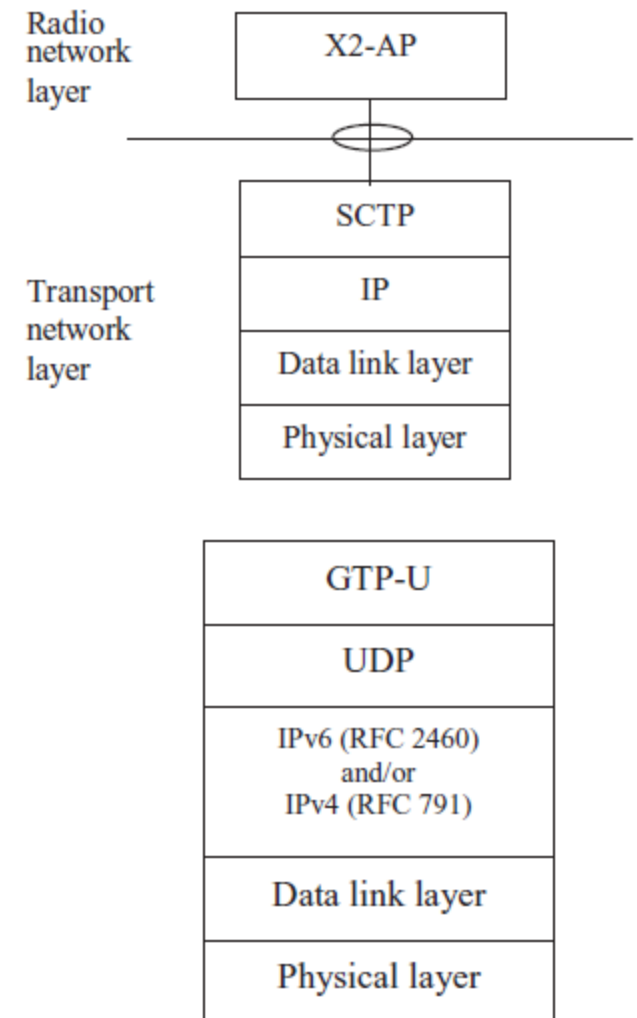 Radio
network
layer
X2-AP
SCTP
IP
Transport
network
layer
Data link layer
Physical layer
GTP-U
UDP
IPv6 (RFC 2460)
and/or
IPv4 (RFC 791)
Data link layer
Physical layer